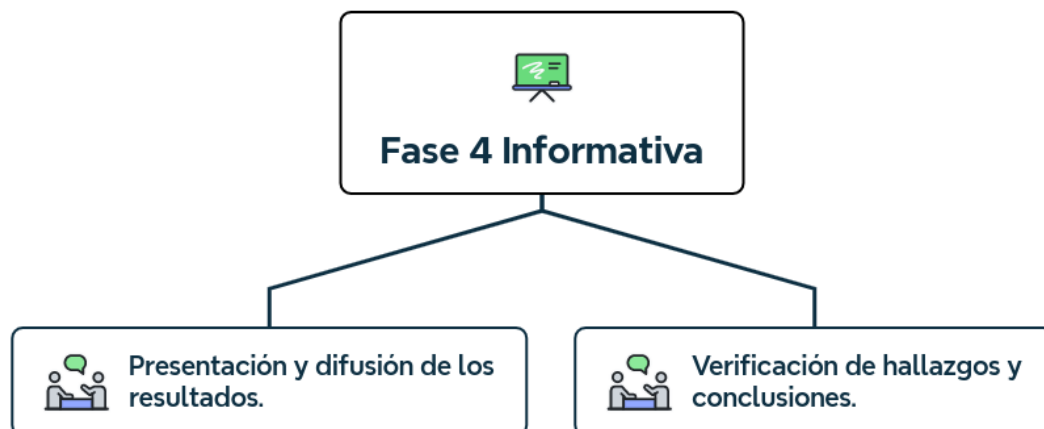 Fase 4 Informativa
Presentación y difusión de los
resultados.
Verificación de hallazgos y
conclusiones.